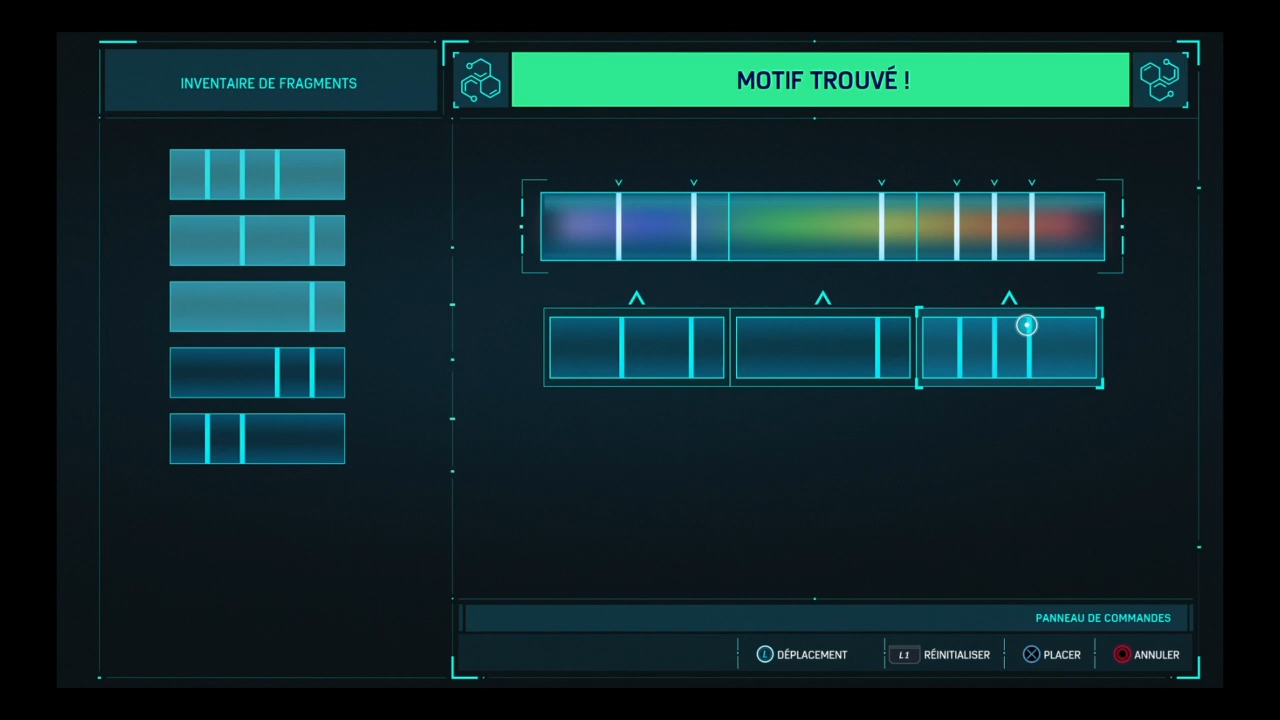 INVENTAIRE DE FRAGMENTS
MOTIF TROUVÉ !
PANNEAU DE COMMANDES
L DÉPLACEMENT
L1 RÉINITIALISER
PLACER
ANNULER